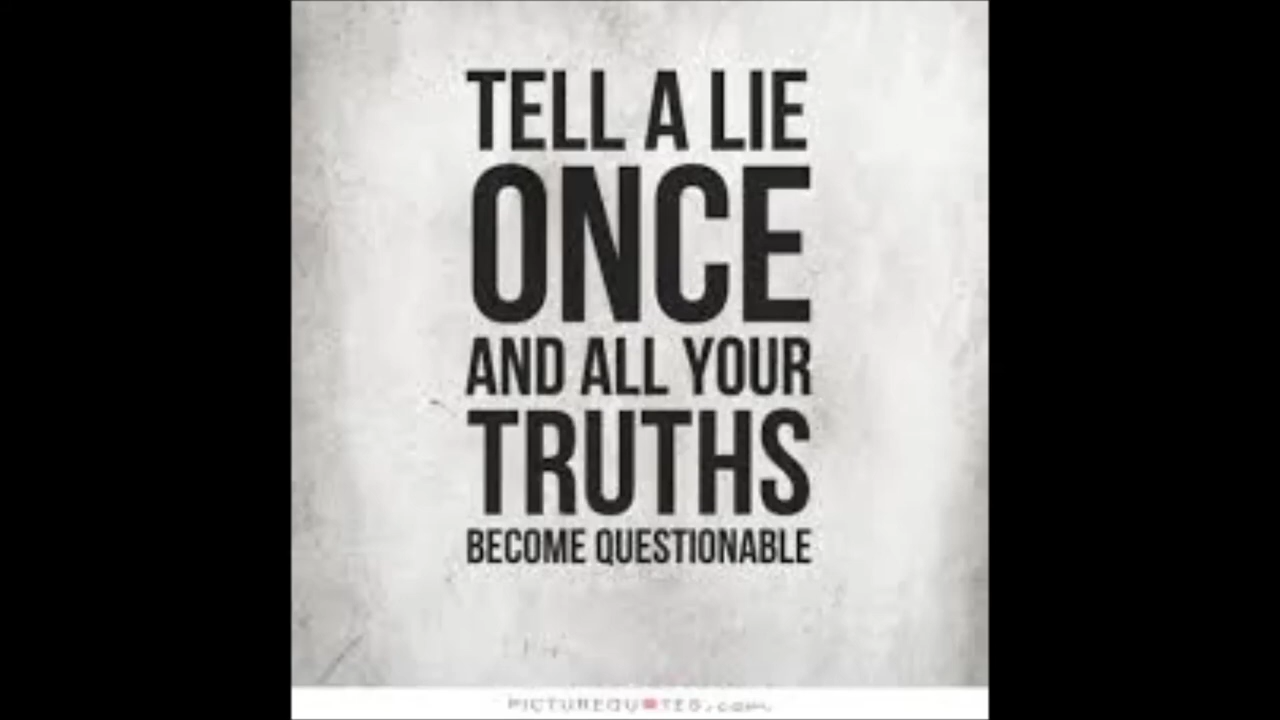 TELL A LIE
ONCE
AND ALL YOUR
TRUTHS
BECOME QUESTIONABLE
PICTUREQUOTES.com